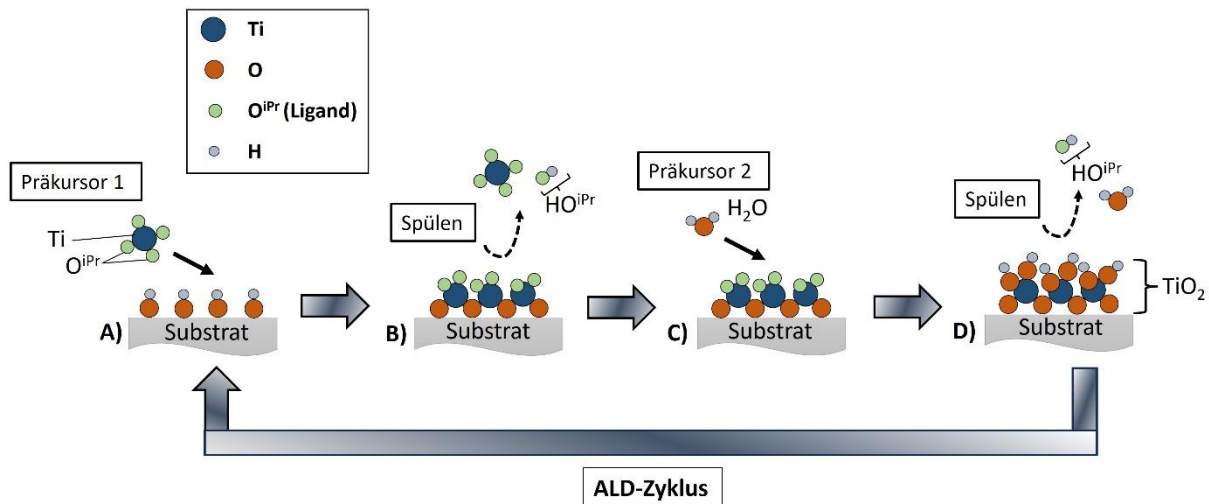 Ti
O
O^iPr (Ligand)
H
Präkursor 1
Ti
O^iPr
A)
Substrat
Spülen
HO^iPr
B)
Substrat
Präkursor 2
H₂O
C)
Substrat
Spülen
HO^iPr
TiO₂
D)
Substrat
ALD-Zyklus